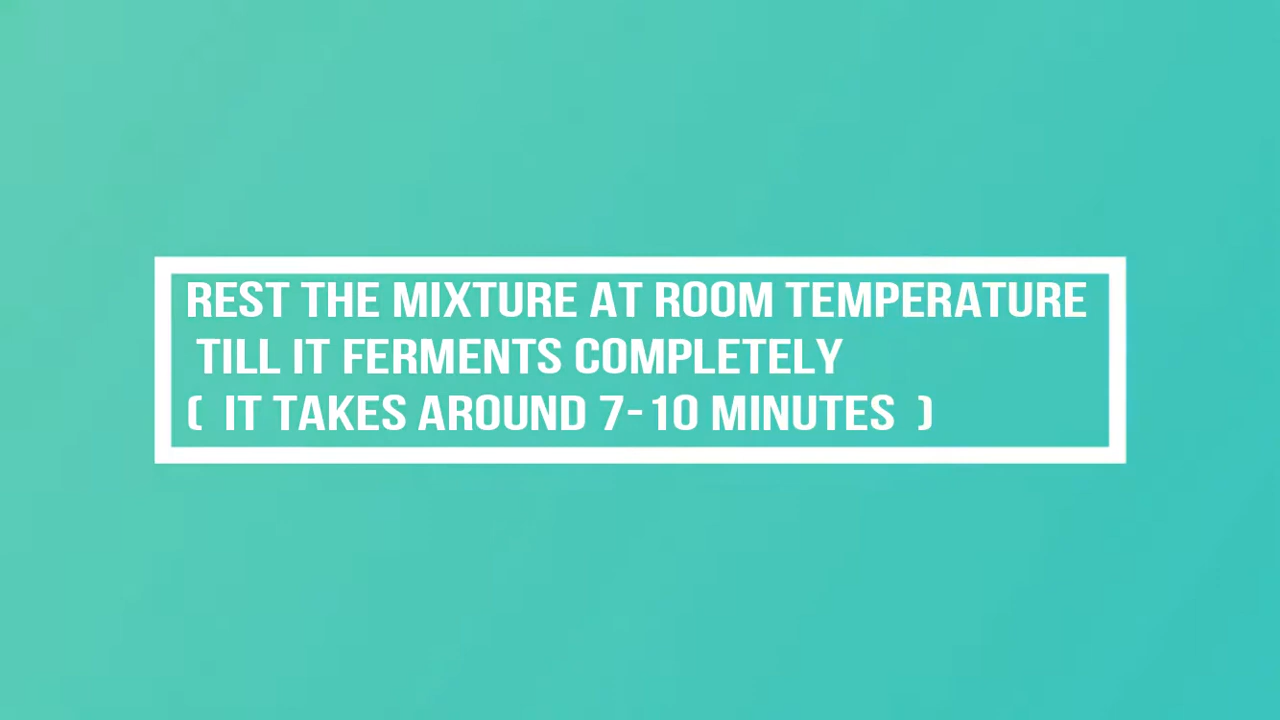 REST THE MIXTURE AT ROOM TEMPERATURE
TILL IT FERMENTS COMPLETELY
( IT TAKES AROUND 7-10 MINUTES )